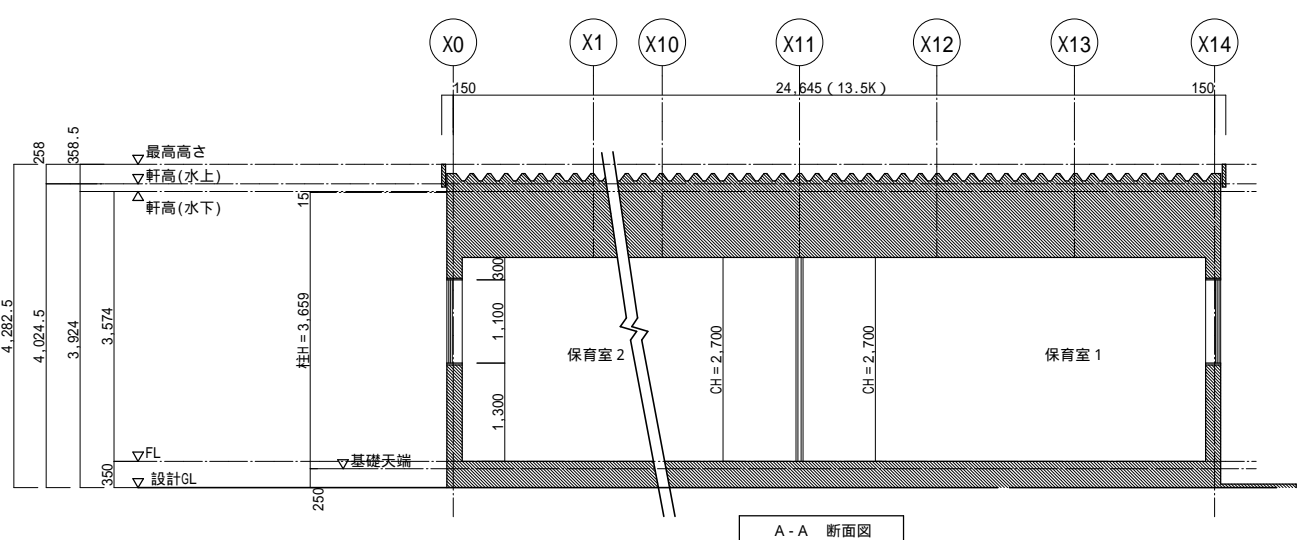 X0 X1 X10 X11 X12 X13 X14
150 24,645 (13.5K) 150
258
358.5
最高高さ
軒高(水上)
軒高(水下)
15
4,282.5
4,024.5
3,924
3,574
柱H=3,659
300
1,100
1,300
保育室2
CH=2,700
CH=2,700
保育室1
FL
基礎天端
350
設計GL
250
A-A 断面図